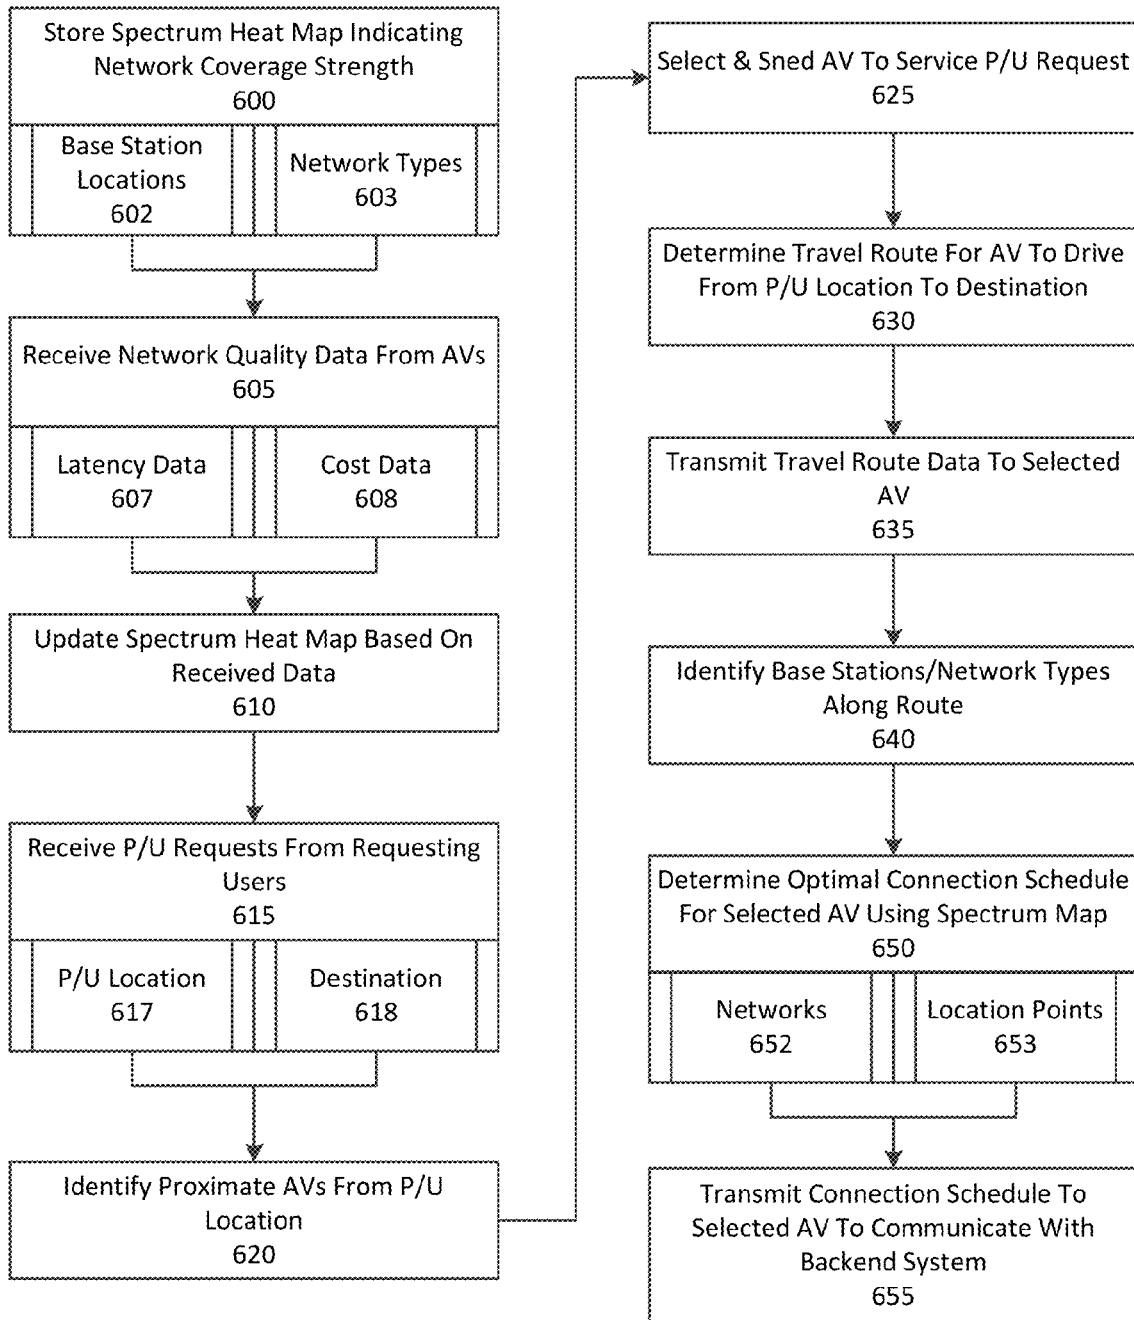 Store Spectrum Heat Map Indicating
Network Coverage Strength
600
Base Station
Locations
602
Network Types
603
Receive Network Quality Data From AVs
605
Latency Data
607
Cost Data
608
Update Spectrum Heat Map Based On
Received Data
610
Receive P/U Requests From Requesting
Users
615
P/U Location
617
Destination
618
Identify Proximate AVs From P/U
Location
620
Select & Sned AV To Service P/U Request
625
Determine Travel Route For AV To Drive
From P/U Location To Destination
630
Transmit Travel Route Data To Selected
AV
635
Identify Base Stations/Network Types
Along Route
640
Determine Optimal Connection Schedule
For Selected AV Using Spectrum Map
650
Networks
652
Location Points
653
Transmit Connection Schedule To
Selected AV To Communicate With
Backend System
655